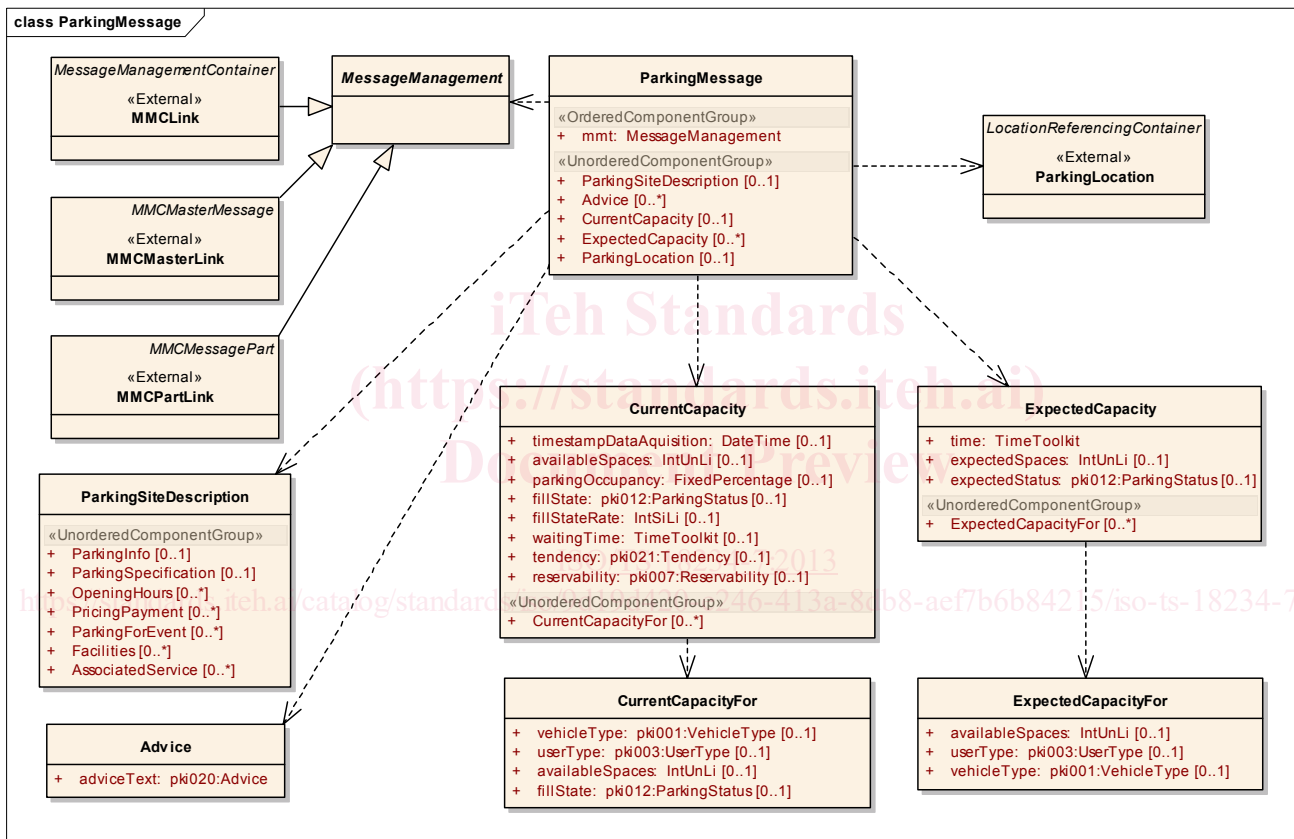 class ParkingMessage
MessageManagementContainer
«External»
MMCLink
MessageManagement
ParkingMessage
«OrderedComponentGroup»
+ mmt: MessageManagement
«UnorderedComponentGroup»
+ ParkingSiteDescription [0..1]
+ Advice [0..*]
+ CurrentCapacity [0..1]
+ ExpectedCapacity [0..*]
+ ParkingLocation [0..1]
LocationReferencingContainer
«External»
ParkingLocation
MMCMasterMessage
«External»
MMCMasterLink
MMCMessagePart
«External»
MMCPartLink
iTeh Standards
(https://standards.iteh.ai)
Document Preview
CurrentCapacity
+ timestampDataAquisition: DateTime [0..1]
+ availableSpaces: IntUnLi [0..1]
+ parkingOccupancy: FixedPercentage [0..1]
+ fillState: pki012:ParkingStatus [0..1]
+ fillStateRate: IntSiLi [0..1]
+ waitingTime: TimeToolkit [0..1]
+ tendency: pki021:Tendency [0..1]
+ reservability: pki007:Reservability [0..1]
«UnorderedComponentGroup»
+ CurrentCapacityFor [0..*]
ExpectedCapacity
+ time: TimeToolkit
+ expectedSpaces: IntUnLi [0..1]
+ expectedStatus: pki012:ParkingStatus [0..1]
«UnorderedComponentGroup»
+ ExpectedCapacityFor [0..*]
ParkingSiteDescription
«UnorderedComponentGroup»
+ ParkingInfo [0..1]
+ ParkingSpecification [0..1]
+ OpeningHours [0..*]
+ PricingPayment [0..*]
+ ParkingForEvent [0..*]
+ Facilities [0..*]
+ AssociatedService [0..*]
Advice
+ adviceText: pki020:Advice
CurrentCapacityFor
+ vehicleType: pki001:VehicleType [0..1]
+ userType: pki003:UserType [0..1]
+ availableSpaces: IntUnLi [0..1]
+ fillState: pki012:ParkingStatus [0..1]
ExpectedCapacityFor
+ availableSpaces: IntUnLi [0..1]
+ userType: pki003:UserType [0..1]
+ vehicleType: pki001:VehicleType [0..1]